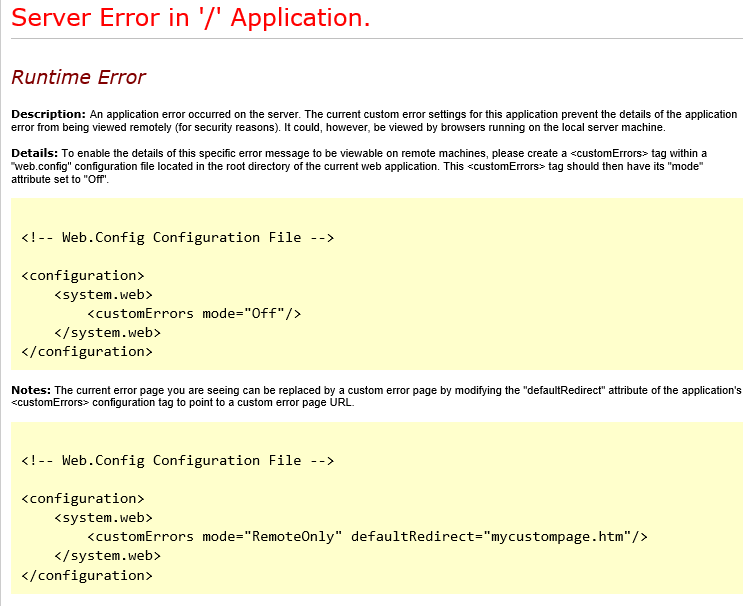 Server Error in '/' Application.
Runtime Error
Description: An application error occurred on the server. The current custom error settings for this application prevent the details of the application
error from being viewed remotely (for security reasons). It could, however, be viewed by browsers running on the local server machine.
Details: To enable the details of this specific error message to be viewable on remote machines, please create a <customErrors> tag within a
"web.config" configuration file located in the root directory of the current web application. This <customErrors> tag should then have its "mode"
attribute set to "Off".
<!-- Web.Config Configuration File -->
<configuration>
    <system.web>
        <customErrors mode="Off"/>
    </system.web>
</configuration>
Notes: The current error page you are seeing can be replaced by a custom error page by modifying the "defaultRedirect" attribute of the application's
<customErrors> configuration tag to point to a custom error page URL.
<!-- Web.Config Configuration File -->
<configuration>
    <system.web>
        <customErrors mode="RemoteOnly" defaultRedirect="mycustompage.htm"/>
    </system.web>
</configuration>